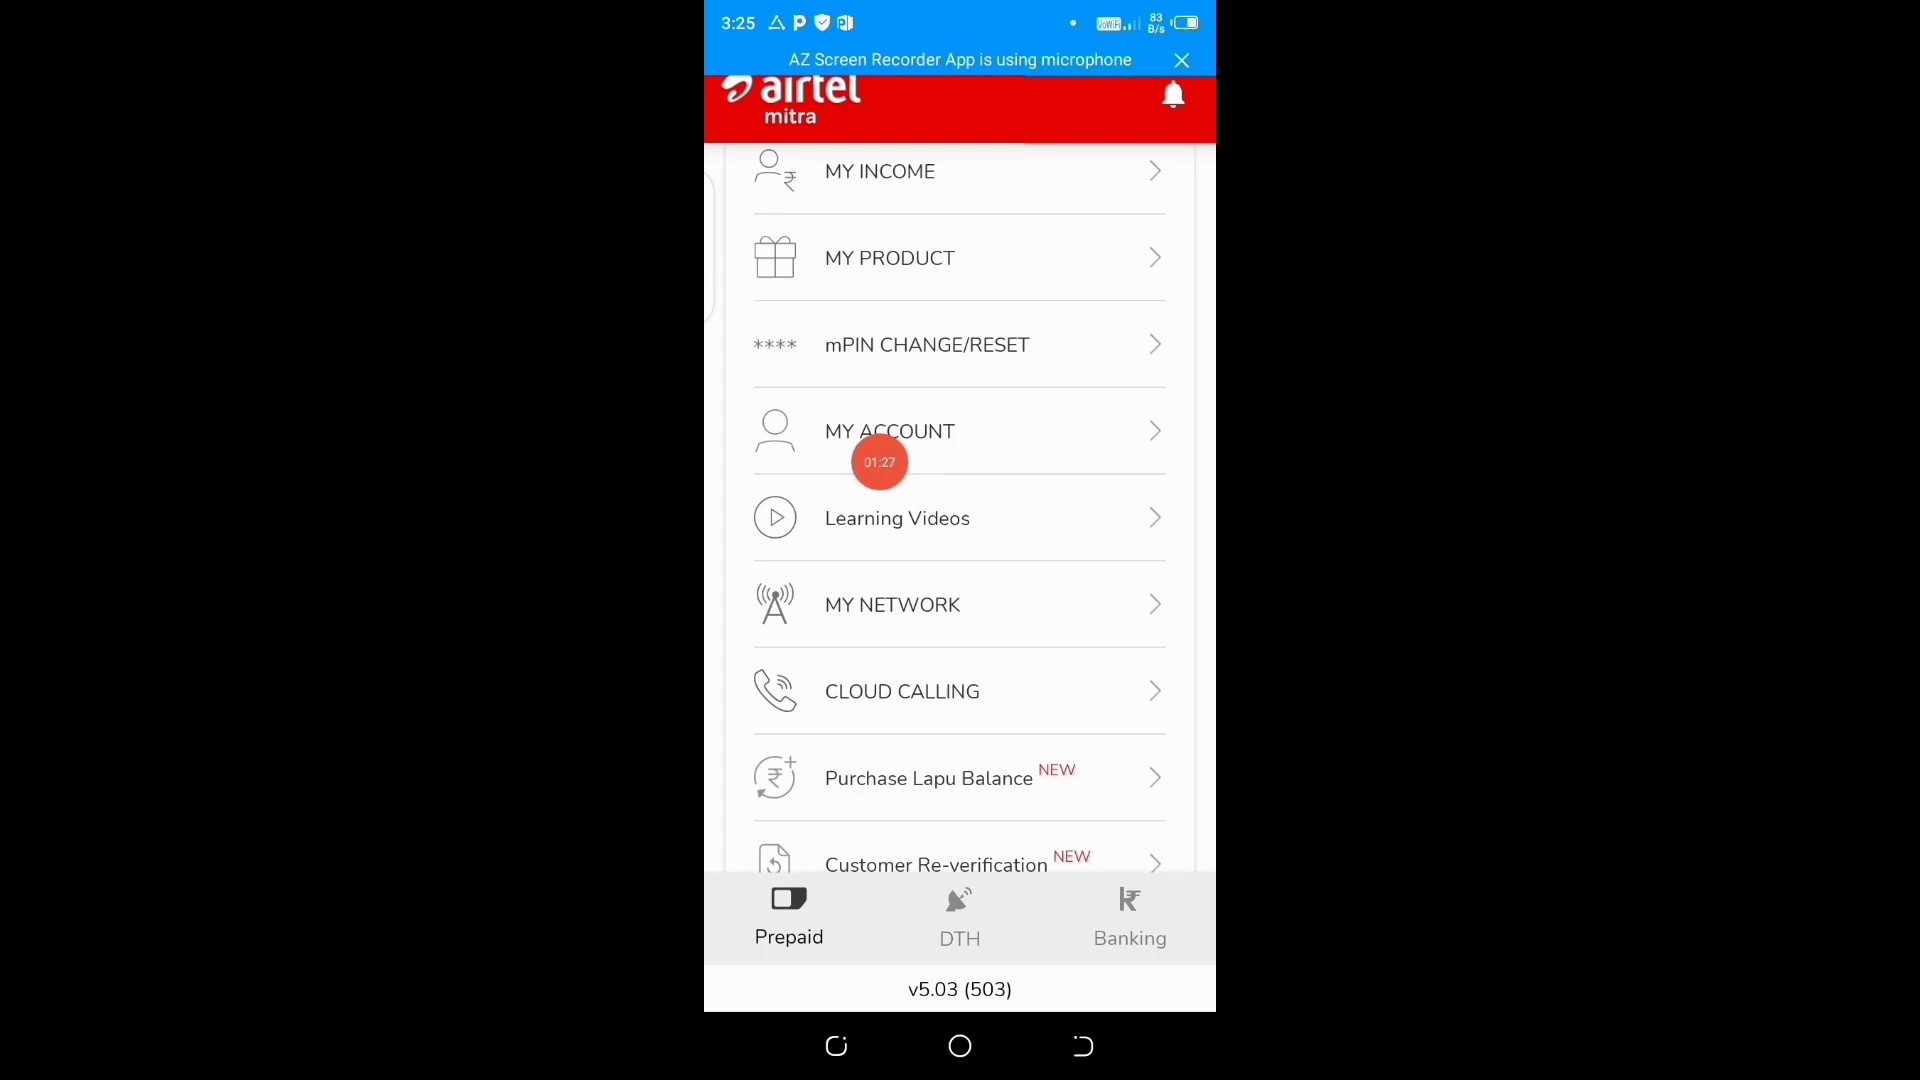 3:25
VoWiFi
83
B/s
AZ Screen Recorder App is using microphone
airtel
mitra
MY INCOME
MY PRODUCT
**** mPIN CHANGE/RESET
MY ACCOUNT
01:27
Learning Videos
MY NETWORK
CLOUD CALLING
Purchase Lapu Balance NEW
Customer Re-verification NEW
Prepaid DTH Banking
v5.03 (503)